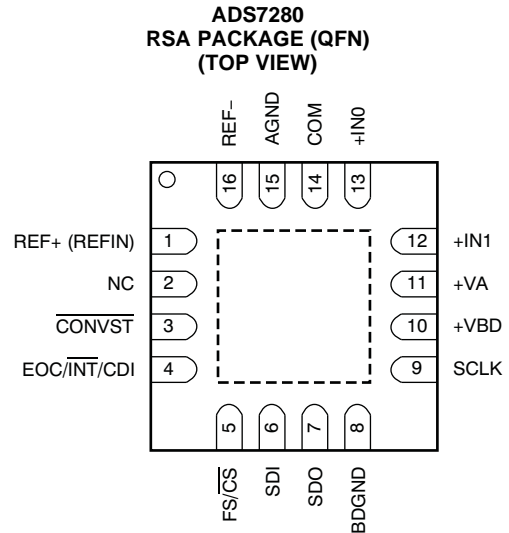 ADS7280
RSA PACKAGE (QFN)
(TOP VIEW)
REF−
AGND
COM
+IN0
16
15
14
13
REF+ (REFIN)
1
12
+IN1
NC
2
11
+VA
CONVST
3
10
+VBD
EOC/INT/CDI
4
9
SCLK
5
6
7
8
FS/CS
SDI
SDO
BDGND